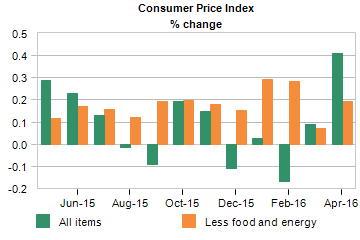 Consumer Price Index
% change
0.5
0.4
0.3
0.2
0.1
0.0
-0.1
-0.2
Jun-15 Aug-15 Oct-15 Dec-15 Feb-16 Apr-16
All items Less food and energy